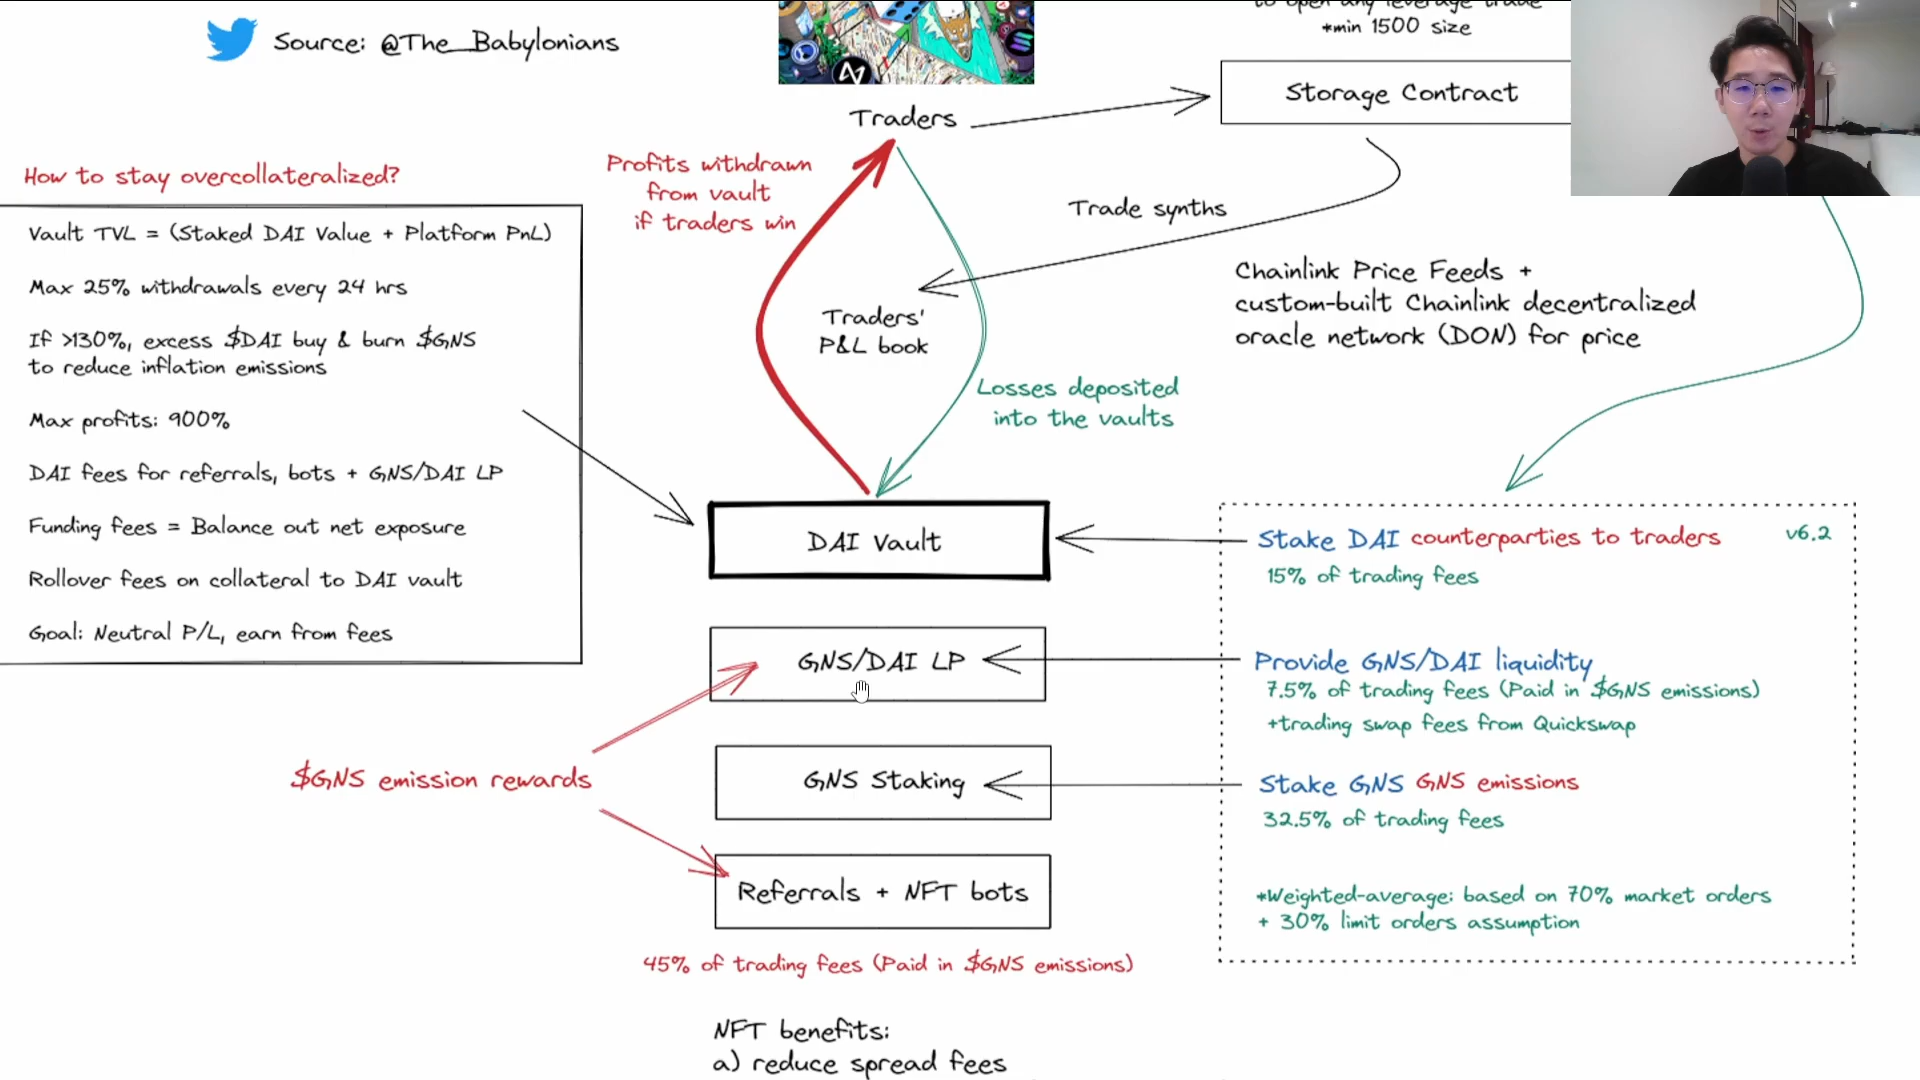 to open any leverage trade
*min 1500 size
Source: @The_Babylonians
Traders
Storage Contract
Profits withdrawn
from vault
if traders win
How to stay overcollateralized?
Vault TVL = (Staked DAI Value + Platform PnL)
Max 25% withdrawals every 24 hrs
If >130%, excess $DAI buy & burn $GNS
to reduce inflation emissions
Max profits: 900%
DAI fees for referrals, bots + GNS/DAI LP
Funding fees = Balance out net exposure
Rollover fees on collateral to DAI vault
Goal: Neutral P/L, earn from fees
Trade synths
Traders'
P&L book
Chainlink Price Feeds +
custom-built Chainlink decentralized
oracle network (DON) for price
Losses deposited
into the vaults
DAI Vault
Stake DAI counterparties to traders
v6.2
15% of trading fees
GNS/DAI LP
Provide GNS/DAI liquidity
7.5% of trading fees (Paid in $GNS emissions)
+trading swap fees from Quickswap
$GNS emission rewards
GNS Staking
Stake GNS GNS emissions
32.5% of trading fees
Referrals + NFT bots
*Weighted-average: based on 70% market orders
+ 30% limit orders assumption
45% of trading fees (Paid in $GNS emissions)
NFT benefits:
a) reduce spread fees